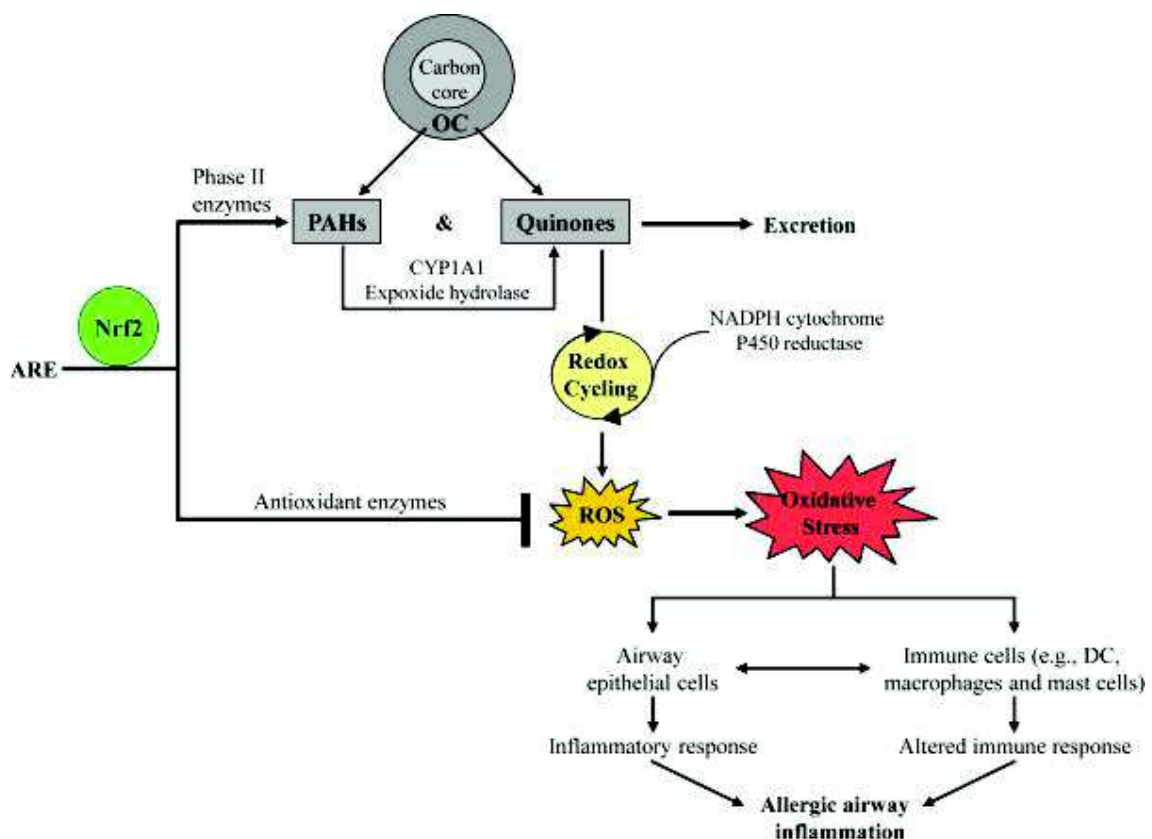 Carbon
core
OC
Phase II
enzymes
PAHs
&
Quinones
Excretion
CYP1A1
Expoxide hydrolase
Nrf2
ARE
NADPH cytochrome
P450 reductase
Redox
Cycling
Antioxidant enzymes
ROS
Oxidative
Stress
Airway
epithelial cells
Immune cells (e.g., DC,
macrophages and mast cells)
Inflammatory response
Altered immune response
Allergic airway
inflammation